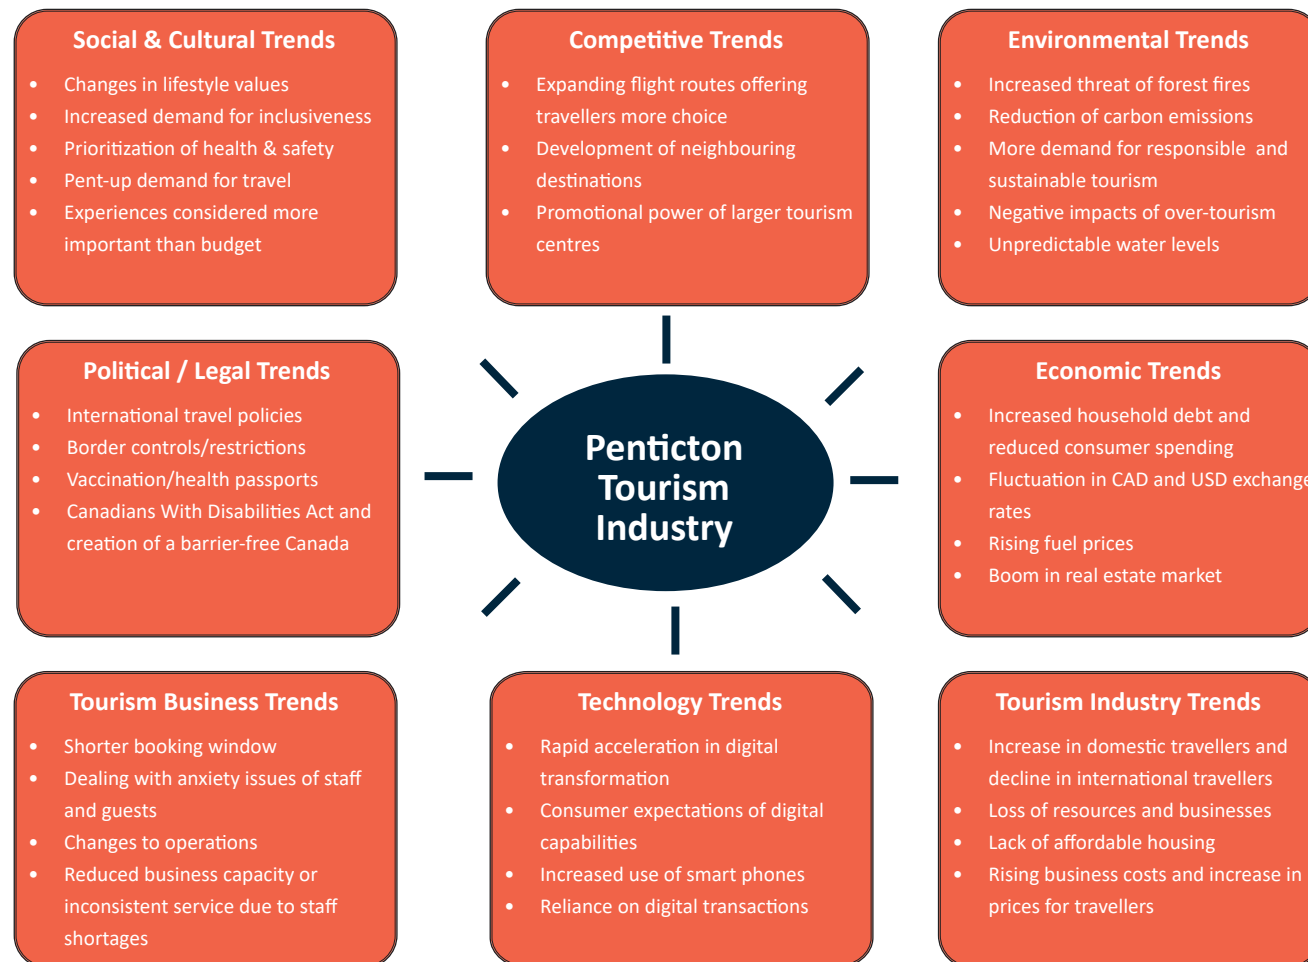 Social & Cultural Trends
• Changes in lifestyle values
• Increased demand for inclusiveness
• Prioritization of health & safety
• Pent-up demand for travel
• Experiences considered more
important than budget
Competitive Trends
• Expanding flight routes offering
travellers more choice
• Development of neighbouring
destinations
• Promotional power of larger tourism
centres
Environmental Trends
• Increased threat of forest fires
• Reduction of carbon emissions
• More demand for responsible and
sustainable tourism
• Negative impacts of over-tourism
• Unpredictable water levels
Political / Legal Trends
• International travel policies
• Border controls/restrictions
• Vaccination/health passports
• Canadians With Disabilities Act and
creation of a barrier-free Canada
Penticton
Tourism
Industry
Economic Trends
• Increased household debt and
reduced consumer spending
• Fluctuation in CAD and USD exchange
rates
• Rising fuel prices
• Boom in real estate market
Tourism Business Trends
• Shorter booking window
• Dealing with anxiety issues of staff
and guests
• Changes to operations
• Reduced business capacity or
inconsistent service due to staff
shortages
Technology Trends
• Rapid acceleration in digital
transformation
• Consumer expectations of digital
capabilities
• Increased use of smart phones
• Reliance on digital transactions
Tourism Industry Trends
• Increase in domestic travellers and
decline in international travellers
• Loss of resources and businesses
• Lack of affordable housing
• Rising business costs and increase in
prices for travellers